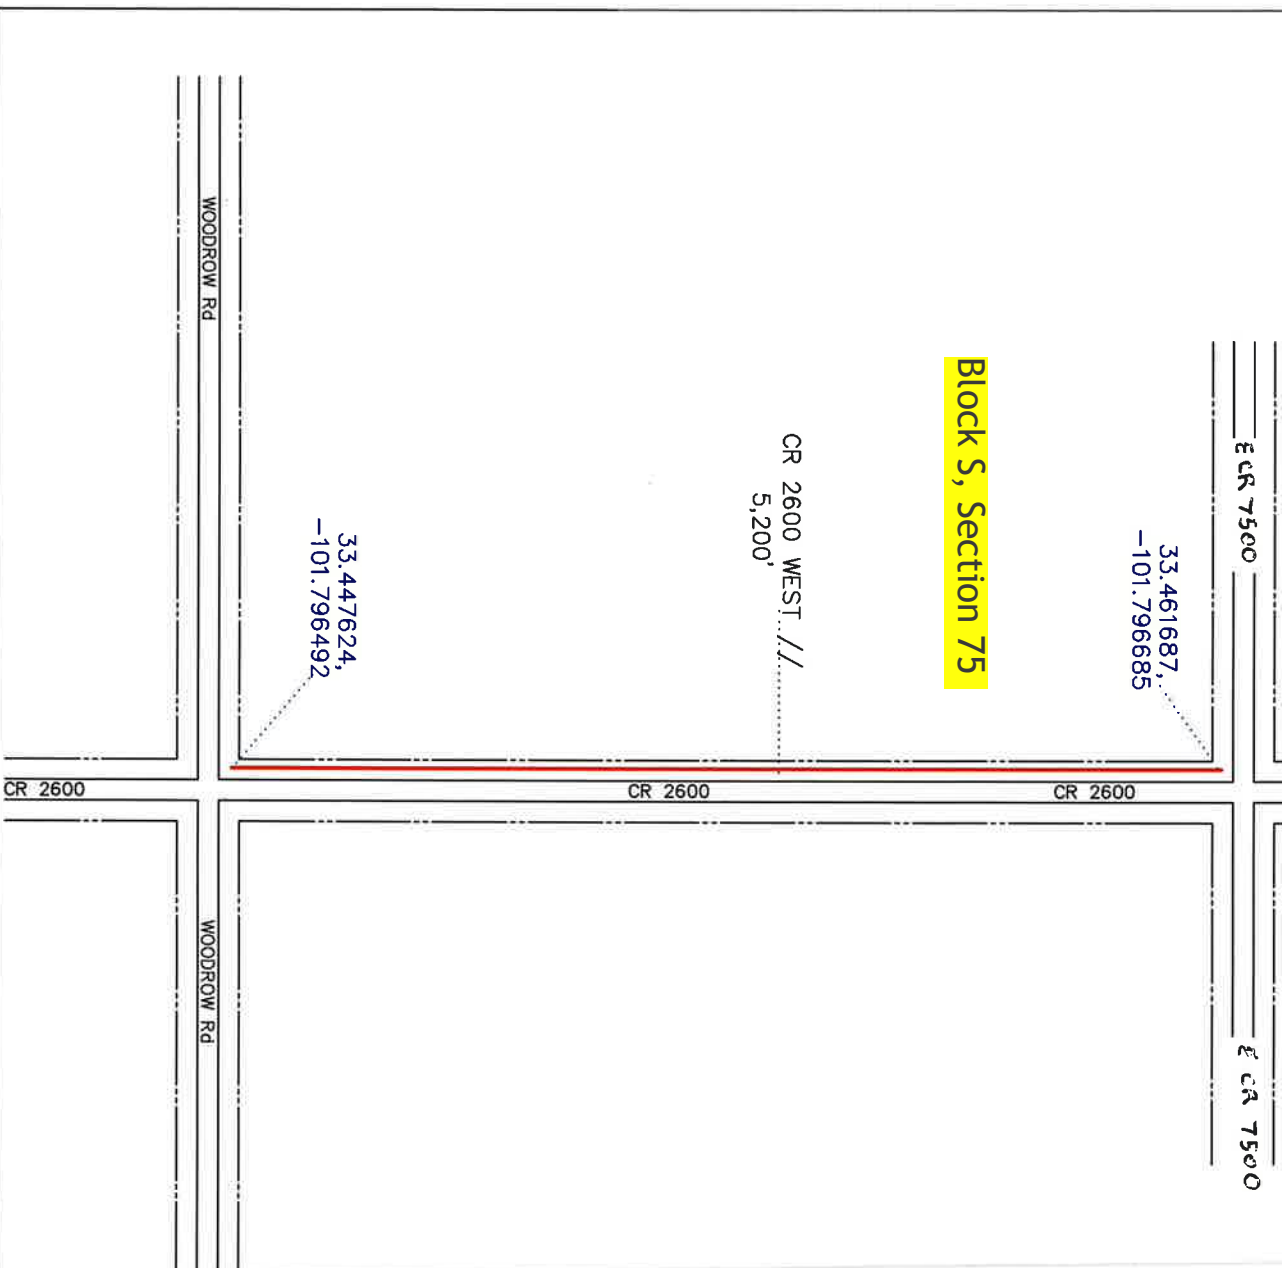 E CR 7500
E CR 7500
33.461687,
-101.796685
Block S, Section 75
CR 2600 WEST //
5,200'
33.447624,
-101.796492
WOODROW Rd
WOODROW Rd
CR 2600
CR 2600
CR 2600